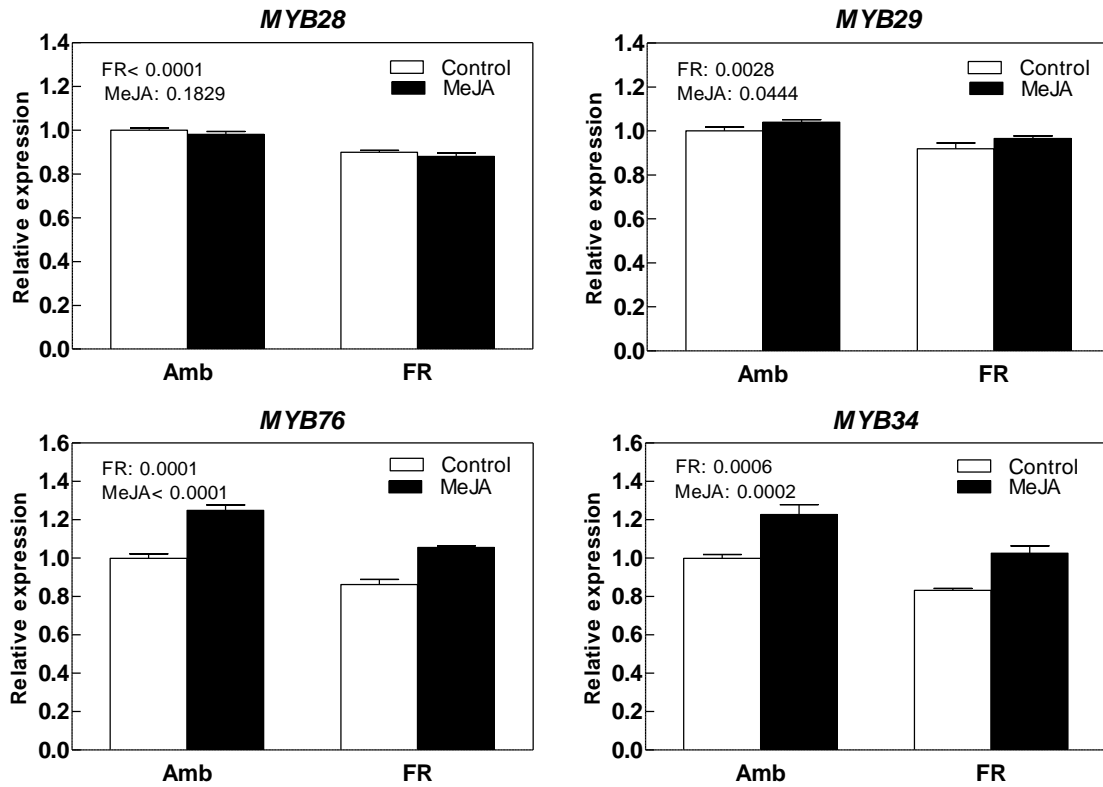 MYB28
1.4
1.2
1.0
0.8
0.6
0.4
0.2
0.0
Relative expression
FR< 0.0001
MeJA: 0.1829
Control
MeJA
Amb FR
MYB29
1.4
1.2
1.0
0.8
0.6
0.4
0.2
0.0
Relative expression
FR: 0.0028
MeJA: 0.0444
Control
MeJA
Amb FR
MYB76
1.6
1.4
1.2
1.0
0.8
0.6
0.4
0.2
0.0
Relative expression
FR: 0.0001
MeJA< 0.0001
Control
MeJA
Amb FR
MYB34
1.6
1.4
1.2
1.0
0.8
0.6
0.4
0.2
0.0
Relative expression
FR: 0.0006
MeJA: 0.0002
Control
MeJA
Amb FR